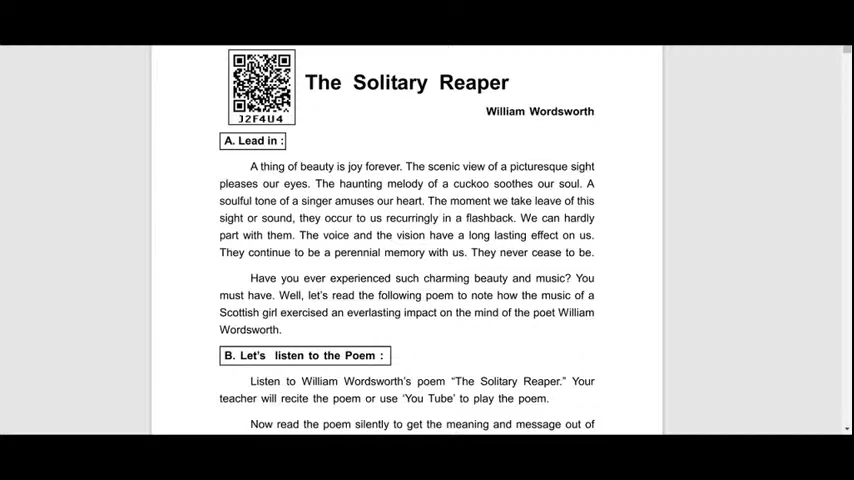 J2F4U4
The Solitary Reaper
William Wordsworth
A. Lead in :
A thing of beauty is joy forever. The scenic view of a picturesque sight
pleases our eyes. The haunting melody of a cuckoo soothes our soul. A
soulful tone of a singer amuses our heart. The moment we take leave of this
sight or sound, they occur to us recurringly in a flashback. We can hardly
part with them. The voice and the vision have a long lasting effect on us.
They continue to be a perennial memory with us. They never cease to be.
Have you ever experienced such charming beauty and music? You
must have. Well, let's read the following poem to note how the music of a
Scottish girl exercised an everlasting impact on the mind of the poet William
Wordsworth.
B. Let's listen to the Poem :
Listen to William Wordsworth's poem “The Solitary Reaper.” Your
teacher will recite the poem or use ‘You Tube’ to play the poem.
Now read the poem silently to get the meaning and message out of